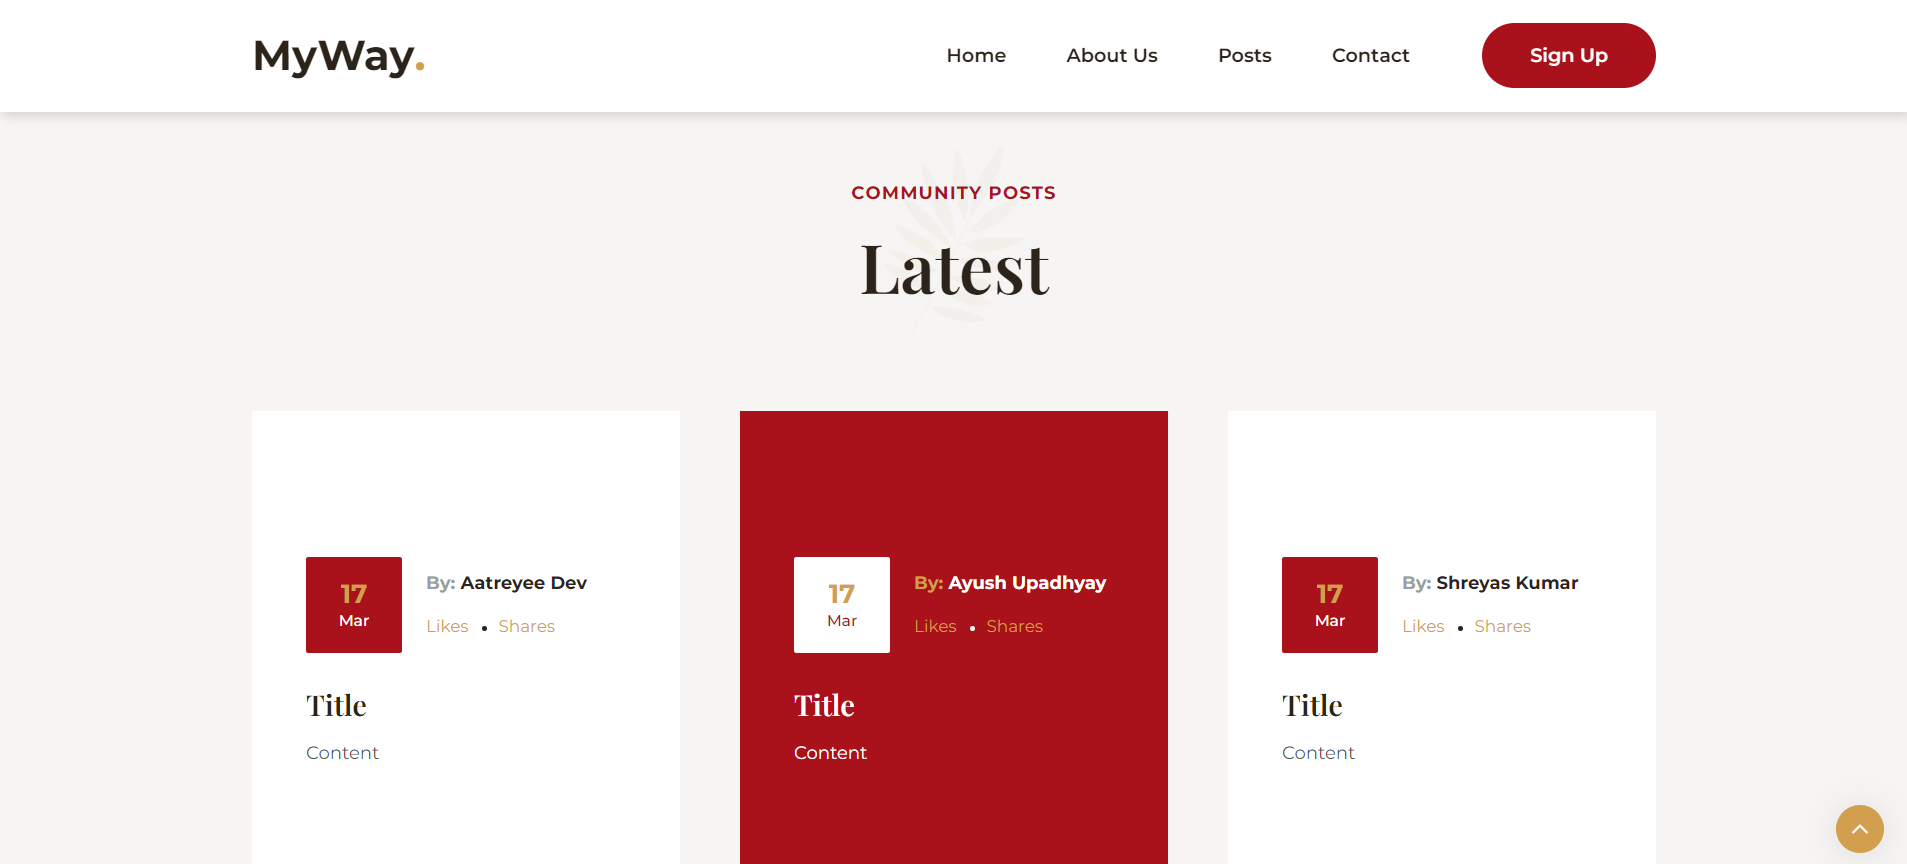 MyWay.
Home
About Us
Posts
Contact
Sign Up
COMMUNITY POSTS
Latest
17
Mar
By: Aatreyee Dev
Likes • Shares
Title
Content
17
Mar
By: Ayush Upadhyay
Likes • Shares
Title
Content
17
Mar
By: Shreyas Kumar
Likes • Shares
Title
Content